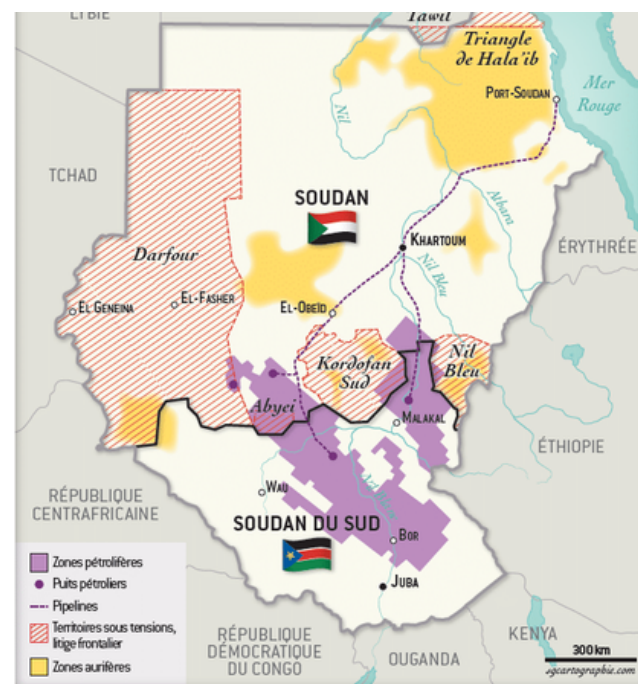 LIBYE
Tawil
Triangle
de Hala'ib
Mer
Rouge
PORT-SOUDAN
Nil
TCHAD
SOUDAN
Atbara
KHARTOUM
ÉRYTHRÉE
Darfour
Nil Bleu
EL-FASHER
EL GENEINA
EL-OBEÏD
Kordofan
Sud
Nil
Bleu
Abyei
MALAKAL
ÉTHIOPIE
WAU
RÉPUBLIQUE
CENTRAFRICAINE
SOUDAN DU SUD
BOR
JUBA
Zones pétrolifères
Puits pétroliers
Pipelines
Territoires sous tensions,
litige frontalier
Zones aurifères
RÉPUBLIQUE
DÉMOCRATIQUE
DU CONGO
OUGANDA
KENYA
300 km
sgcartographie.com